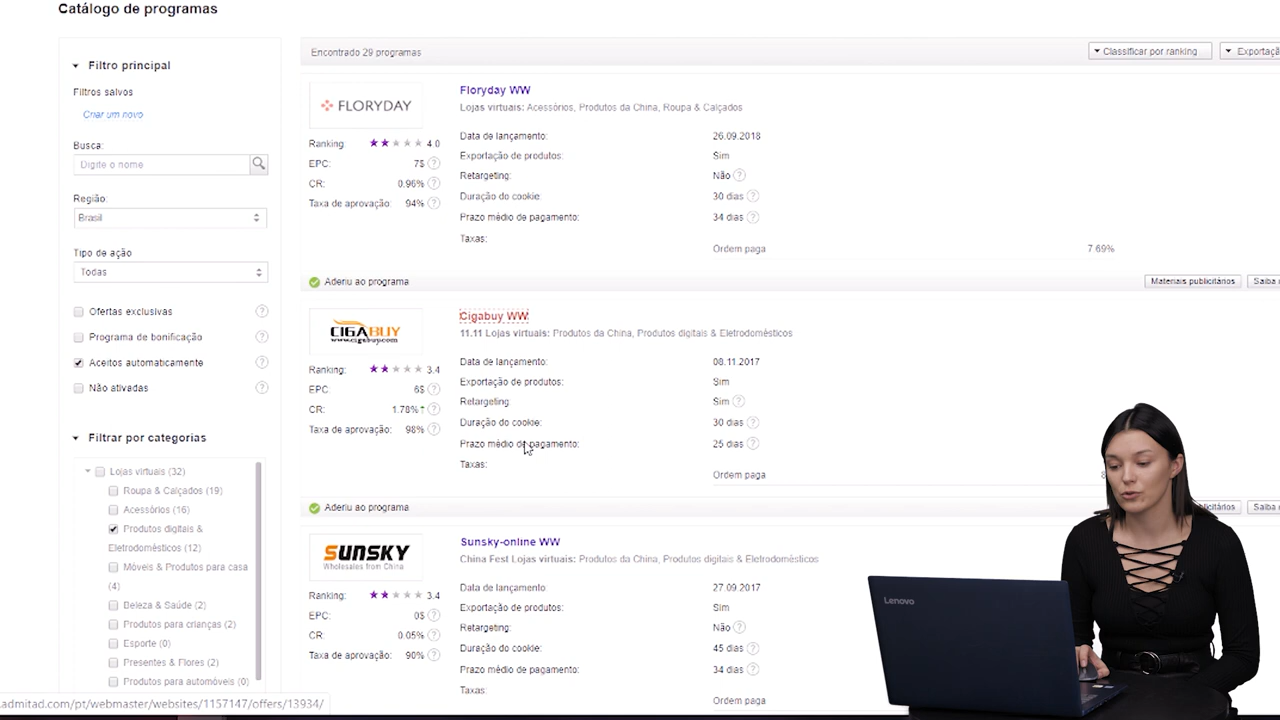 Catálogo de programas
Filtro principal
Filtros salvos
Criar um novo
Busca:
Digite o nome
Região:
Brasil
Tipo de ação
Todas
Ofertas exclusivas
Programa de bonificação
Aceitos automaticamente
Não ativadas
Filtrar por categorias
Lojas virtuais (32)
Roupa & Calçados (19)
Acessórios (16)
Produtos digitais &
Eletrodomésticos (12)
Móveis & Produtos para casa
(4)
Beleza & Saúde (2)
Produtos para crianças (2)
Esporte (0)
Presentes & Flores (2)
Produtos para automóveis (0)
.admitad.com/pt/webmaster/websites/1157147/offers/13934/
Encontrado 29 programas
Classificar por ranking
Exportaçã
FLORYDAY
Ranking: 4.0
EPC: 7$ ?
CR: 0.96% ?
Taxa de aprovação: 94% ?
Floryday WW
Lojas virtuais: Acessórios, Produtos da China, Roupa & Calçados
Data de lançamento: 26.09.2018
Exportação de produtos: Sim
Retargeting: Não ?
Duração do cookie: 30 dias ?
Prazo médio de pagamento: 34 dias ?
Taxas:
Ordem paga 7.69%
Aderiu ao programa
Materiais publicitários
Saiba
CIGABUY
www.cigabuy.com
Ranking: 3.4
EPC: 6$ ?
CR: 1.78% ?
Taxa de aprovação: 98% ?
Cigabuy WW
11.11 Lojas virtuais: Produtos da China, Produtos digitais & Eletrodomésticos
Data de lançamento: 08.11.2017
Exportação de produtos: Sim
Retargeting: Sim ?
Duração do cookie: 30 dias ?
Prazo médio de pagamento: 25 dias ?
Taxas:
Ordem paga
Aderiu ao programa
Saiba
SUNSKY
Wholesales from China
Ranking: 3.4
EPC: 0$ ?
CR: 0.05% ?
Taxa de aprovação: 90% ?
Sunsky-online WW
China Fest Lojas virtuais: Produtos da China, Produtos digitais & Eletrodomésticos
Data de lançamento 27.09.2017
Exportação de produtos: Sim
Retargeting: Não ?
Duração do cookie: 45 dias ?
Prazo médio de pagamento: 34 dias ?
Taxas:
Ordem paga
Lenovo